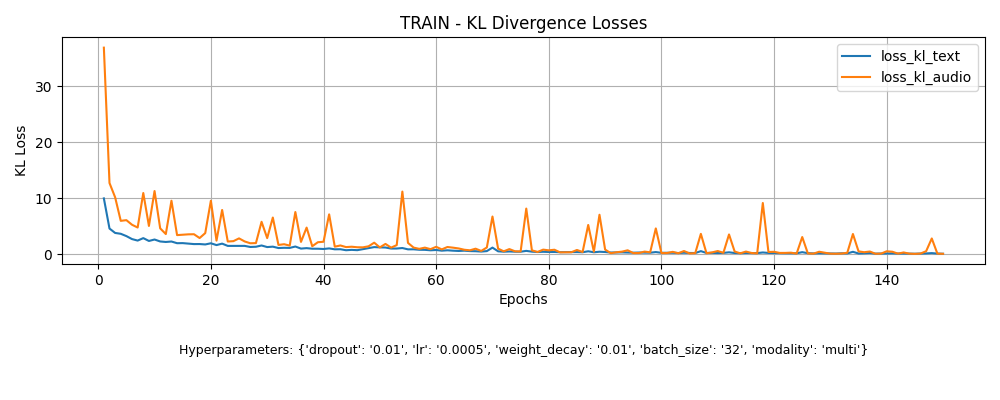 TRAIN - KL Divergence Losses
loss_kl_text
loss_kl_audio
KL Loss
30
20
10
0
0 20 40 60 80 100 120 140
Epochs
Hyperparameters: {'dropout': '0.01', 'lr': '0.0005', 'weight_decay': '0.01', 'batch_size': '32', 'modality': 'multi'}